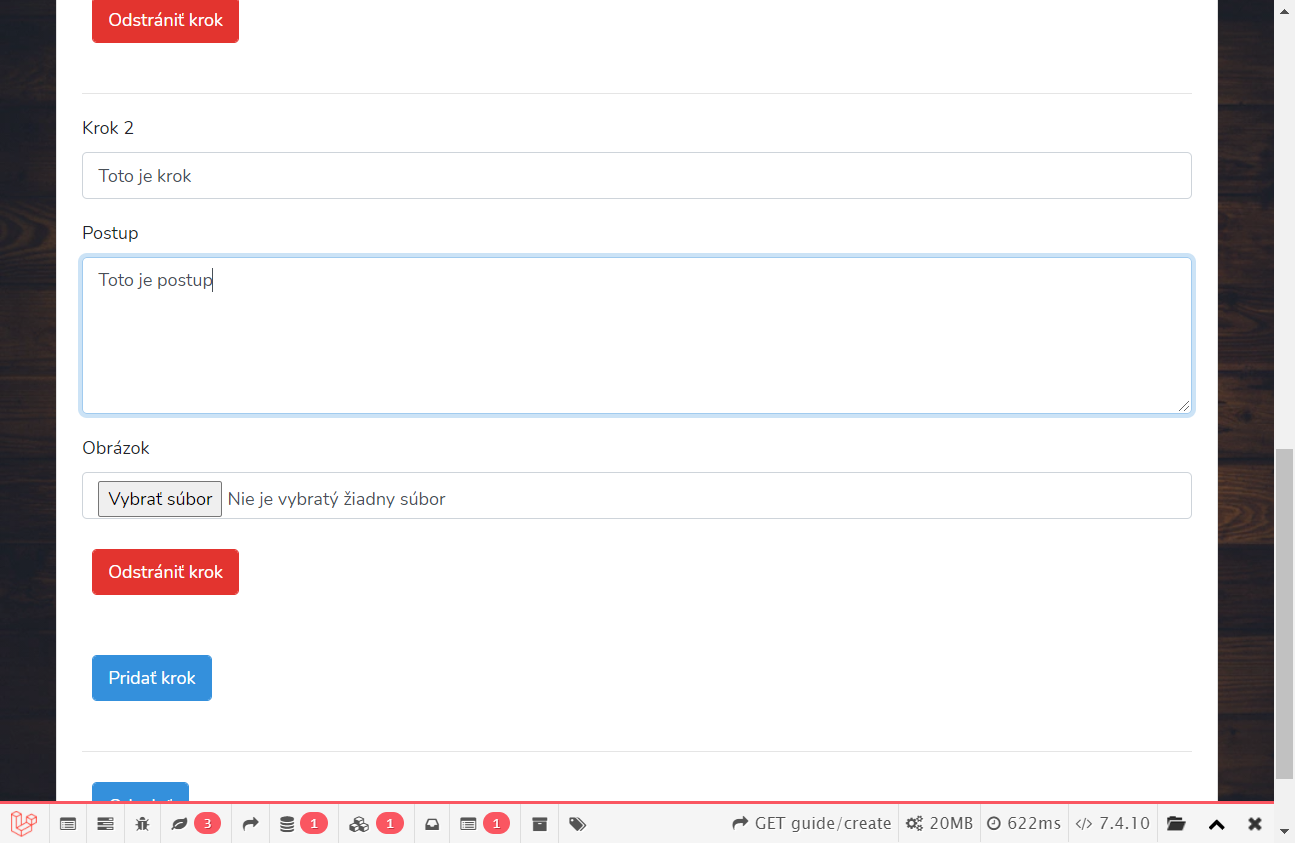 Odstrániť krok
Krok 2
Toto je krok
Postup
Toto je postup
Obrázok
Vybrať súbor Nie je vybratý žiadny súbor
Odstrániť krok
Pridať krok
3 1 1 1 GET guide/create 20MB 622ms 7.4.10